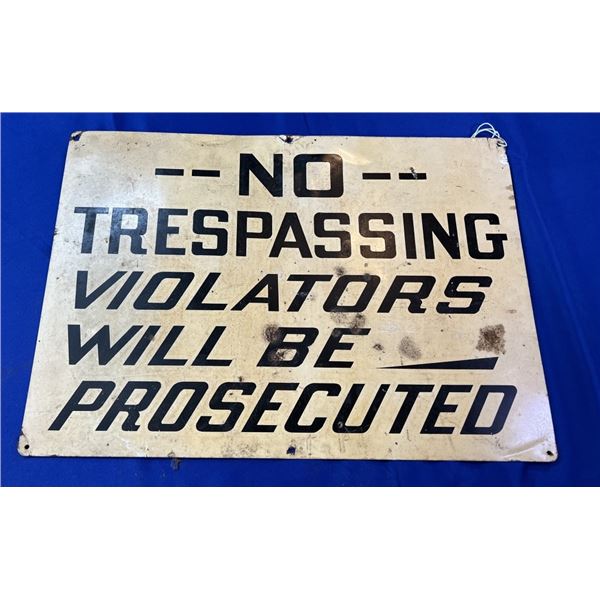 -- NO --
TRESPASSING
VIOLATORS
WILL BE
PROSECUTED